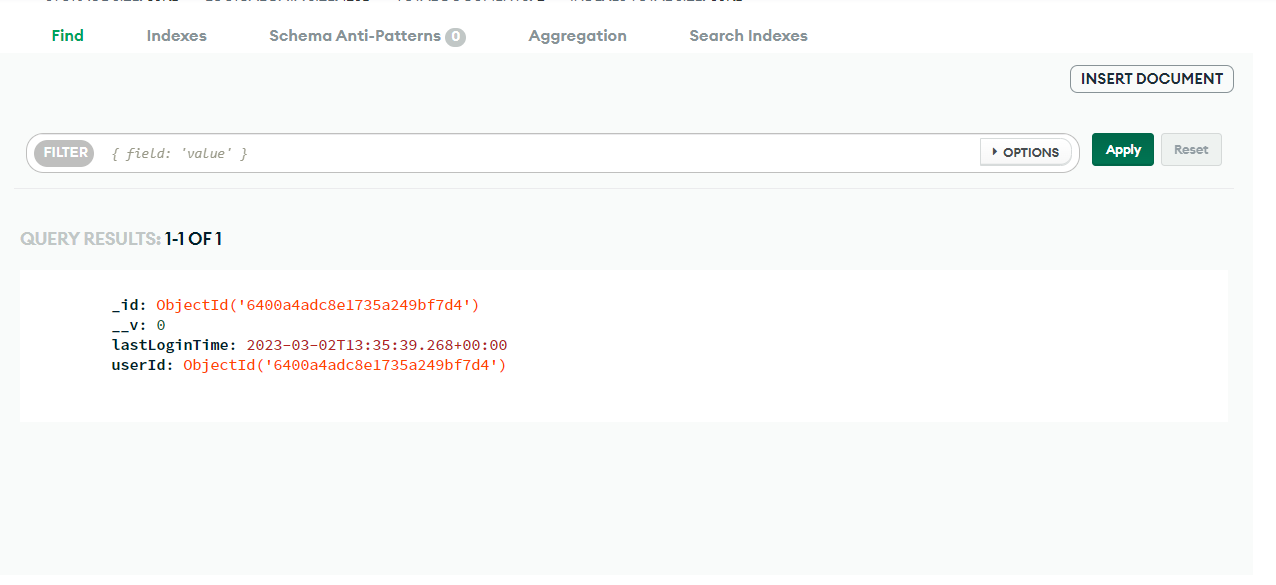 Find Indexes Schema Anti-Patterns 0 Aggregation Search Indexes
INSERT DOCUMENT
FILTER { field: 'value' } OPTIONS Apply Reset
QUERY RESULTS: 1-1 OF 1
_id: ObjectId('6400a4adc8e1735a249bf7d4')
__v: 0
lastLoginTime: 2023-03-02T13:35:39.268+00:00
userId: ObjectId('6400a4adc8e1735a249bf7d4')